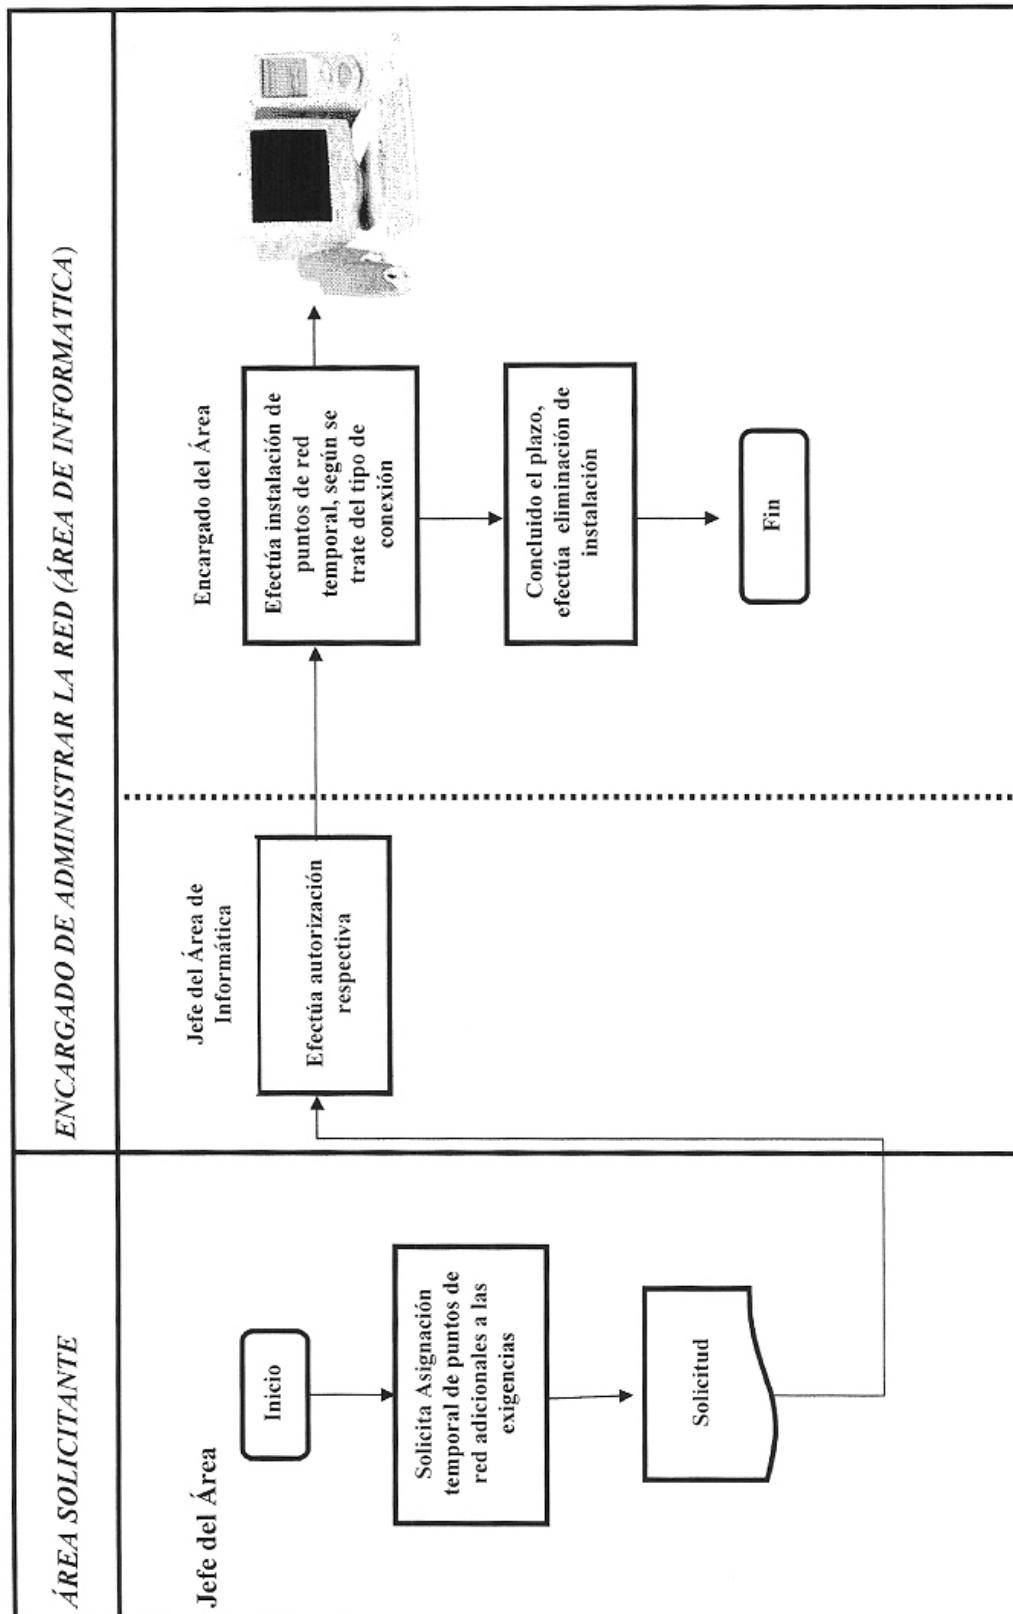 ÁREA SOLICITANTE
ENCARGADO DE ADMINISTRAR LA RED (ÁREA DE INFORMATICA)
Jefe del Área
Inicio
Solicita Asignación
temporal de puntos de
red adicionales a las
exigencias
Solicitud
Jefe del Área de
Informática
Efectúa autorización
respectiva
Encargado del Área
Efectúa instalación de
puntos de red
temporal, según se
trate del tipo de
conexión
Concluido el plazo,
efectúa eliminación de
instalación
Fin